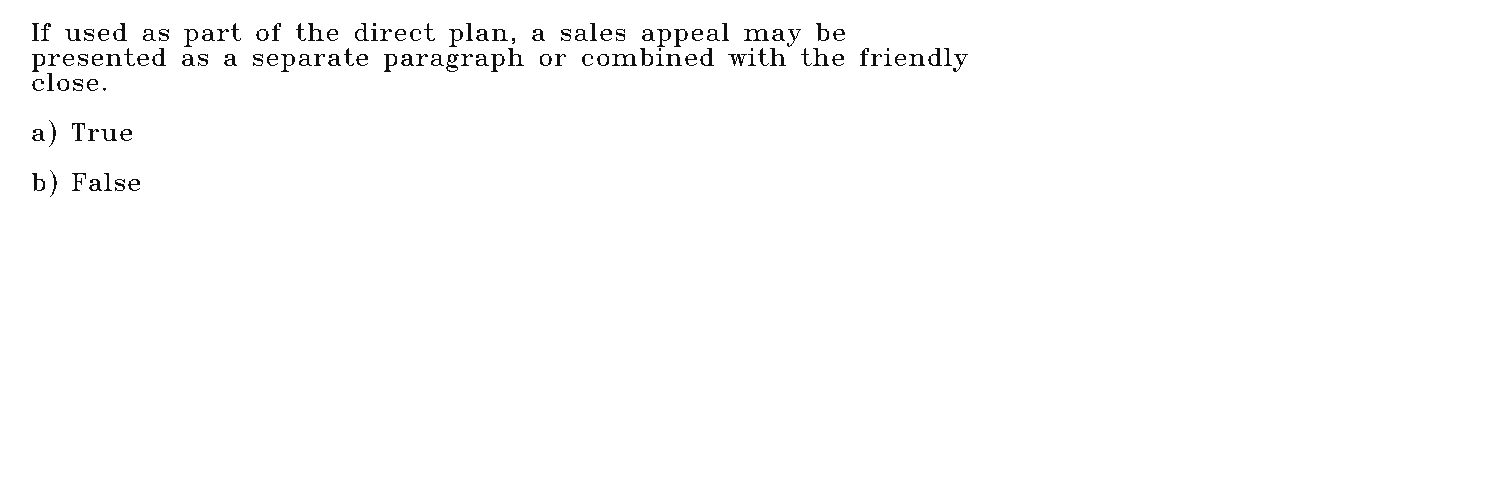 If used as part of the direct plan, a sales appeal may be
presented as a separate paragraph or combined with the friendly
close.
a) True
b) False